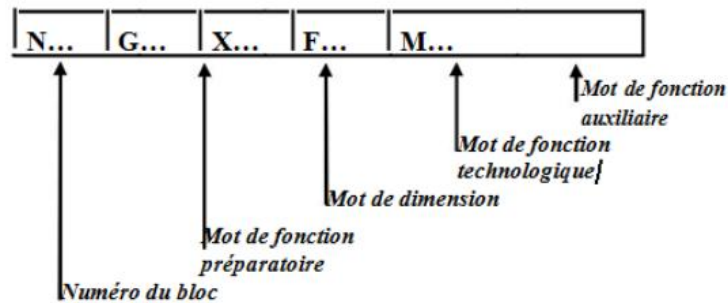 N... G... X... F... M...
Mot de fonction
auxiliaire
Mot de fonction
technologique
Mot de dimension
Mot de fonction
préparatoire
Numéro du bloc